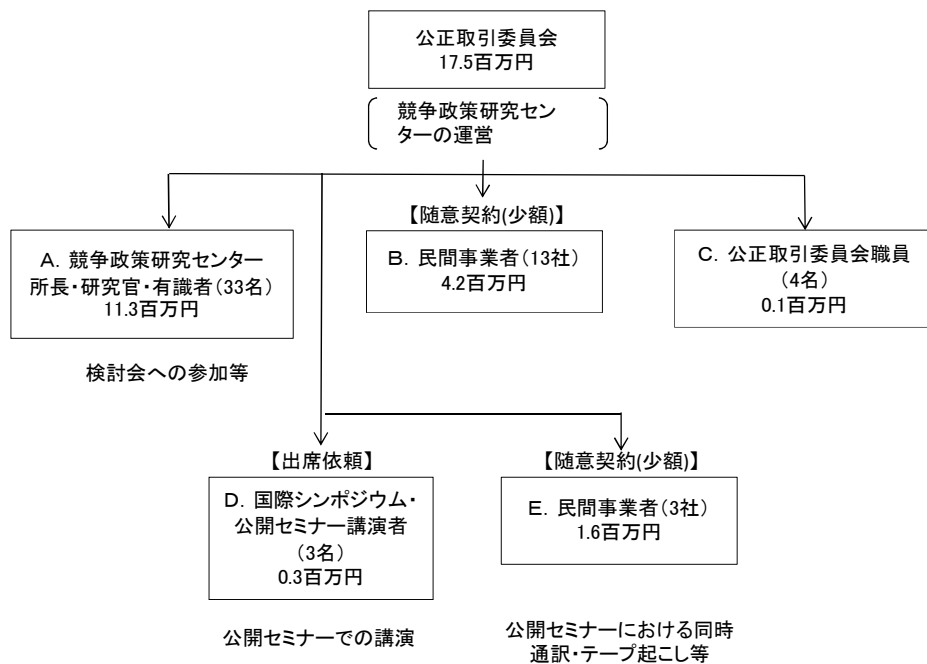 公正取引委員会
17.5百万円
競争政策研究セン
ターの運営
【随意契約(少額)】
A. 競争政策研究センター
所長・研究官・有識者(33名)
11.3百万円
B. 民間事業者(13社)
4.2百万円
C. 公正取引委員会職員
(4名)
0.1百万円
検討会への参加等
【出席依頼】
【随意契約(少額)】
D. 国際シンポジウム・
公開セミナー講演者
(3名)
0.3百万円
E. 民間事業者(3社)
1.6百万円
公開セミナーでの講演
公開セミナーにおける同時
通訳・テープ起こし等